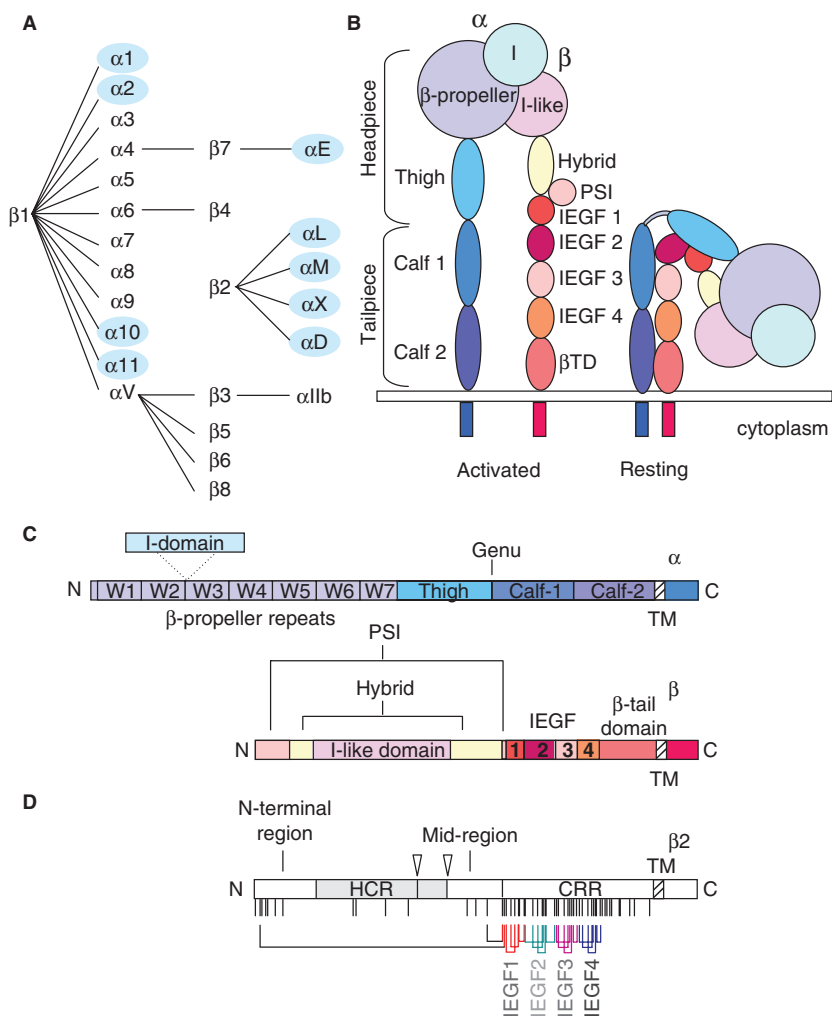 A
α1
α2
α3
α4
β7
αE
α5
β1
α6
β4
α7
αL
α8
β2
αM
α9
αX
α10
αD
α11
αV
β3
αIIb
β5
β6
β8
B
α
I
β
β-propeller
I-like
Headpiece
Hybrid
Thigh
PSI
IEGF 1
IEGF 2
Tailpiece
Calf 1
IEGF 3
IEGF 4
Calf 2
βTD
cytoplasm
Activated
Resting
C
I-domain
Genu
α
N
W1 W2 W3 W4 W5 W6 W7 Thigh Calf-1 Calf-2
C
β-propeller repeats
TM
PSI
Hybrid
IEGF
β-tail
domain
β
N
I-like domain
1 2 3 4
C
TM
D
N-terminal
region
Mid-region
β2
TM
N
HCR
CRR
C
IEGF1
IEGF2
IEGF3
IEGF4